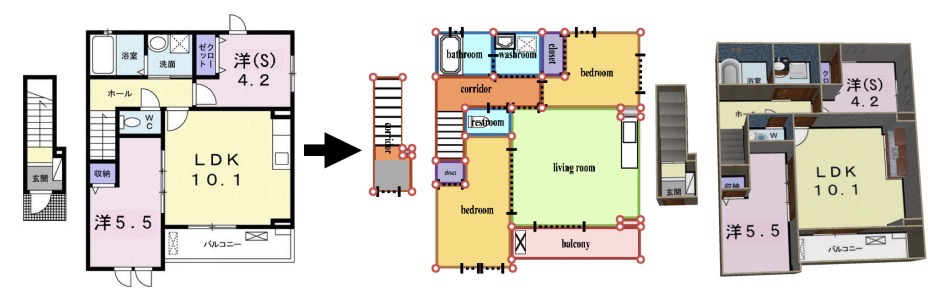 浴室
洗面
クロー
ゼット
洋(S)
4.2
ホール
WC
玄関
収納
LDK
10.1
洋5.5
バルコニー
bathroom
washroom
closet
bedroom
corridor
restroom
corridor
closet
living room
bedroom
balcony
浴室
クロ
洋(S)
4.2
ホー
W
玄関
収納
LDK
10.1
洋5.5
バルコニー